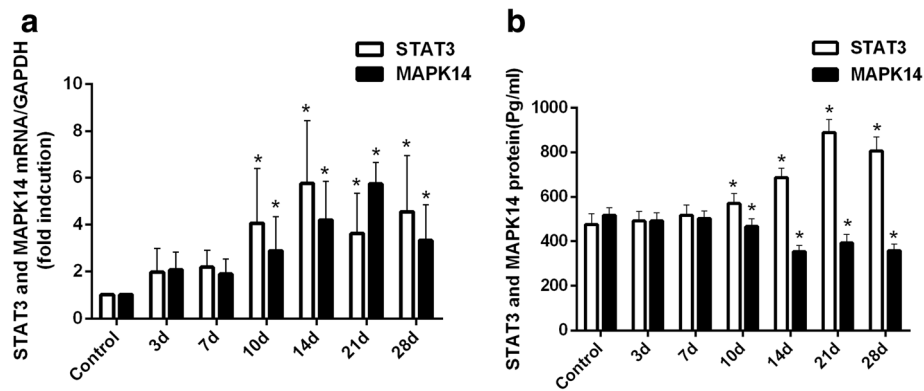 a
STAT3
MAPK14
STAT3 and MAPK14 mRNA/GAPDH
(fold indcution)
10
8
6
4
2
0
* * * * * * * *
Control 3d 7d 10d 14d 21d 28d
b
STAT3
MAPK14
STAT3 and MAPK14 protein(Pg/ml)
1000
800
600
400
200
0
* * * * * * * *
Control 3d 7d 10d 14d 21d 28d